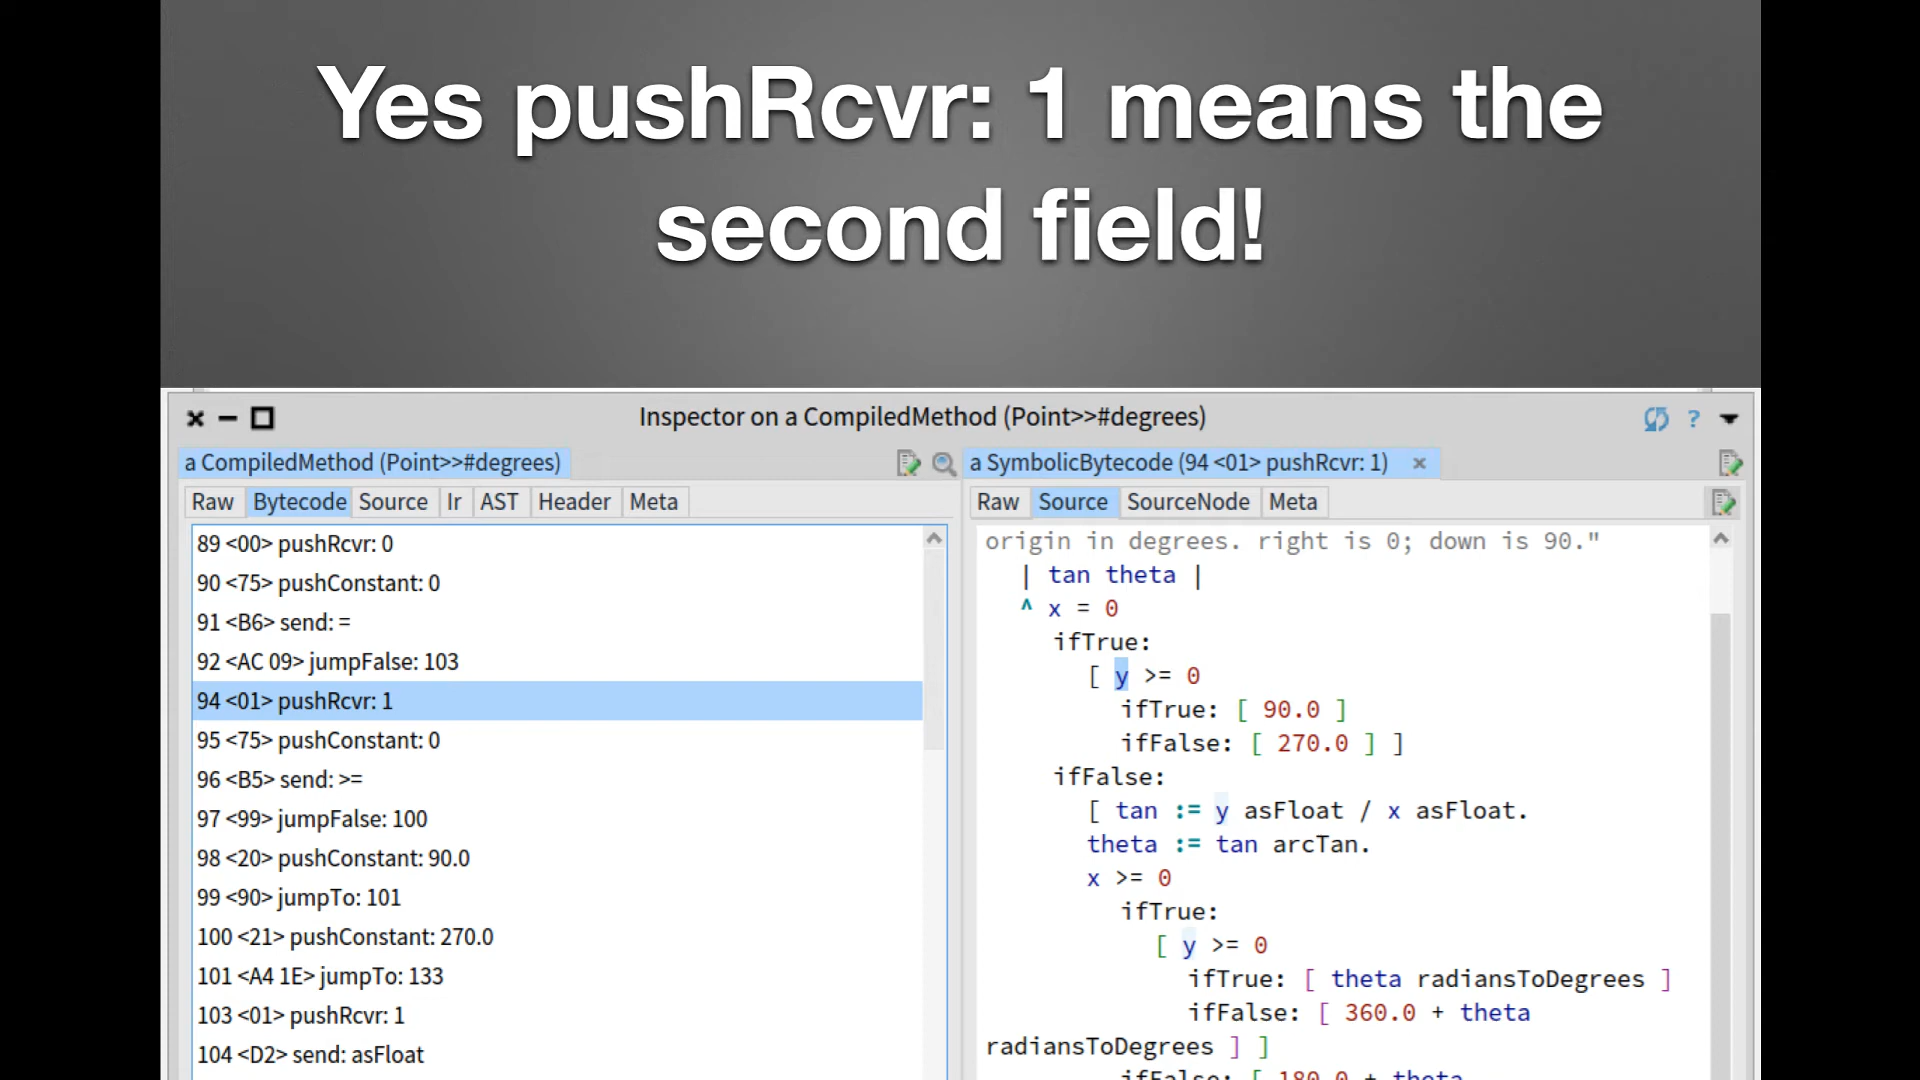 Yes pushRcvr: 1 means the
second field!
Inspector on a CompiledMethod (Point>>#degrees)
?
a CompiledMethod (Point>>#degrees)
Raw Bytecode Source Ir AST Header Meta
89 <00> pushRcvr: 0
90 <75> pushConstant: 0
91 <B6> send: =
92 <AC 09> jumpFalse: 103
94 <01> pushRcvr: 1
95 <75> pushConstant: 0
96 <B5> send: >=
97 <99> jumpFalse: 100
98 <20> pushConstant: 90.0
99 <90> jumpTo: 101
100 <21> pushConstant: 270.0
101 <A4 1E> jumpTo: 133
103 <01> pushRcvr: 1
104 <D2> send: asFloat
a SymbolicBytecode (94 <01> pushRcvr: 1)
Raw Source SourceNode Meta
origin in degrees. right is 0; down is 90."
| tan theta |
^ x = 0
ifTrue:
[ y >= 0
ifTrue: [ 90.0 ]
ifFalse: [ 270.0 ] ]
ifFalse:
[ tan := y asFloat / x asFloat.
theta := tan arcTan.
x >= 0
ifTrue:
[ y >= 0
ifTrue: [ theta radiansToDegrees ]
ifFalse: [ 360.0 + theta
radiansToDegrees ] ]
ifFalse: [ 180.0 + theta